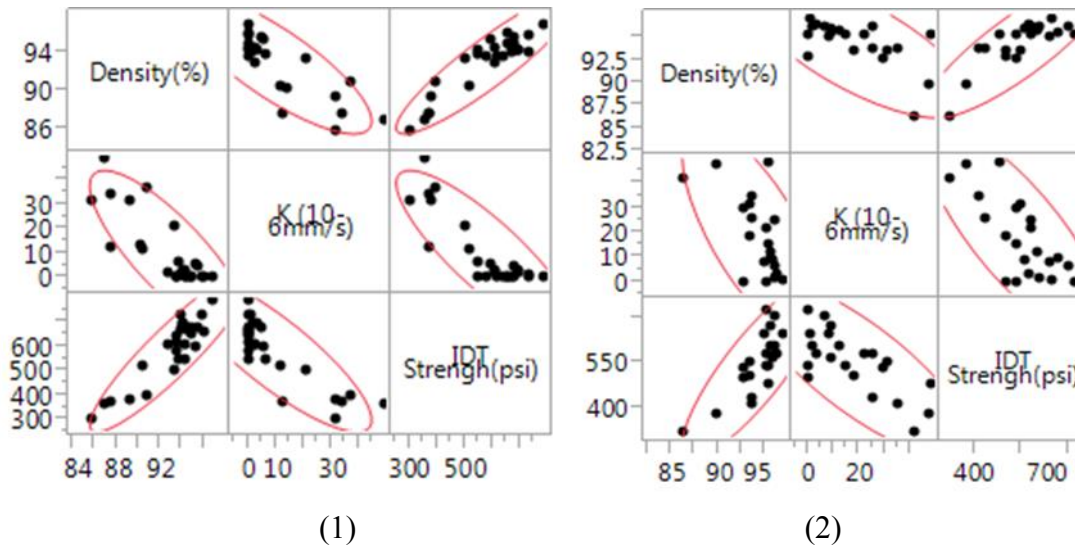 94
90
86
Density(%)
30
20
10
0
K (10-
6mm/s)
600
500
400
300
IDT
Strengh(psi)
84 88 92
0 10 30
300 500
(1)
92.5
90
87.5
85
82.5
Density(%)
30
20
10
0
K (10-
6mm/s)
550
400
IDT
Strengh(psi)
85 90 95
0 10 20
400 700
(2)